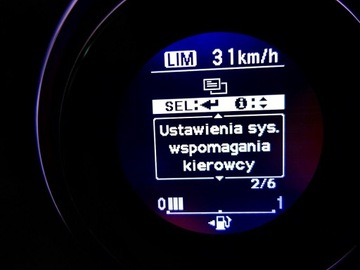 LIM 31km/h
SEL:↵ i:
Ustawienia sys.
wspomagania
kierowcy
2/6
0 1